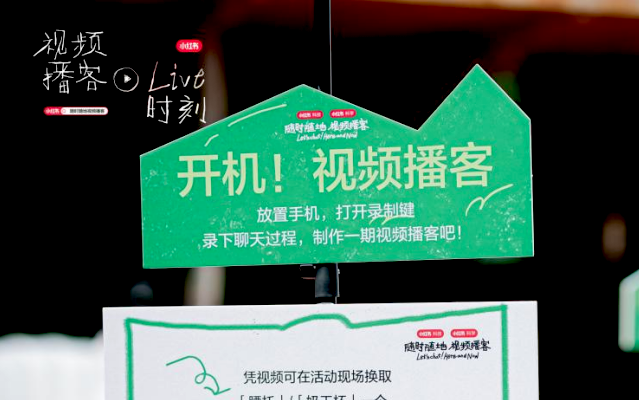 视频
播客
Live
时刻
小红书
随时随地 视频播客
Let's chat! Here and Now
开机！视频播客
放置手机，打开录制键
录下聊天过程，制作一期视频播客吧！
随时随地 视频播客
Let's chat! Here and Now
凭视频可在活动现场换取